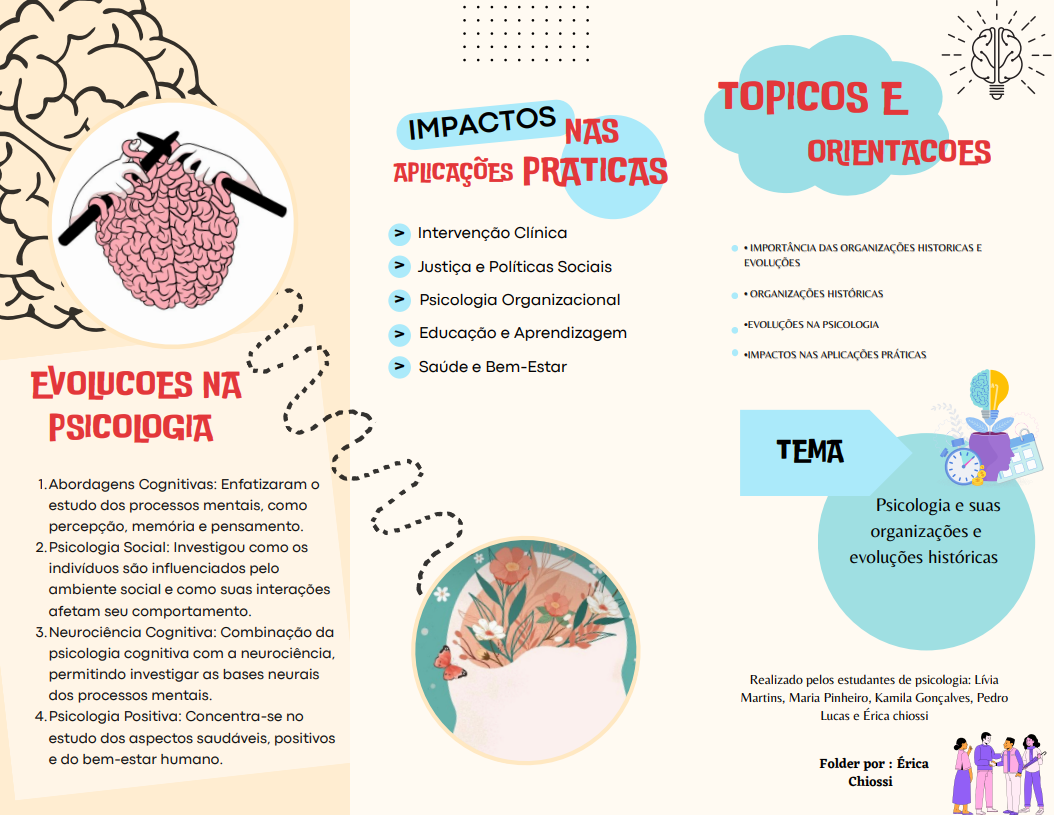 EVOLUCOES NA
PSICOLOGIA
1. Abordagens Cognitivas: Enfatizaram o
estudo dos processos mentais, como
percepção, memória e pensamento.
2. Psicologia Social: Investigou como os
indivíduos são influenciados pelo
ambiente social e como suas interações
afetam seu comportamento.
3. Neurociência Cognitiva: Combinação da
psicologia cognitiva com a neurociência,
permitindo investigar as bases neurais
dos processos mentais.
4. Psicologia Positiva: Concentra-se no
estudo dos aspectos saudáveis, positivos
e do bem-estar humano.
IMPACTOS NAS
APLICAÇÕES PRATICAS
> Intervenção Clínica
> Justiça e Políticas Sociais
> Psicologia Organizacional
> Educação e Aprendizagem
> Saúde e Bem-Estar
TOPICOS E
ORIENTACOES
• IMPORTÂNCIA DAS ORGANIZAÇÕES HISTORICAS E
EVOLUÇÕES
• ORGANIZAÇÕES HISTÓRICAS
•EVOLUÇÕES NA PSICOLOGIA
•IMPACTOS NAS APLICAÇÕES PRÁTICAS
TEMA
Psicologia e suas
organizações e
evoluções históricas
Realizado pelos estudantes de psicologia: Lívia
Martins, Maria Pinheiro, Kamila Gonçalves, Pedro
Lucas e Érica chiossi
Folder por : Érica
Chiossi